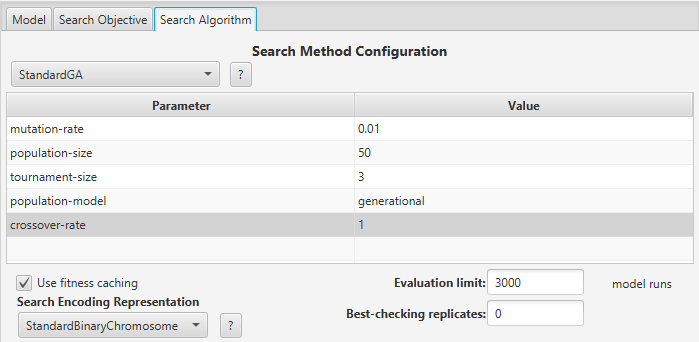 Model Search Objective Search Algorithm
Search Method Configuration
StandardGA ?
Parameter Value
mutation-rate 0.01
population-size 50
tournament-size 3
population-model generational
crossover-rate 1
Use fitness caching Evaluation limit: 3000 model runs
Search Encoding Representation
Best-checking replicates: 0
StandardBinaryChromosome ?